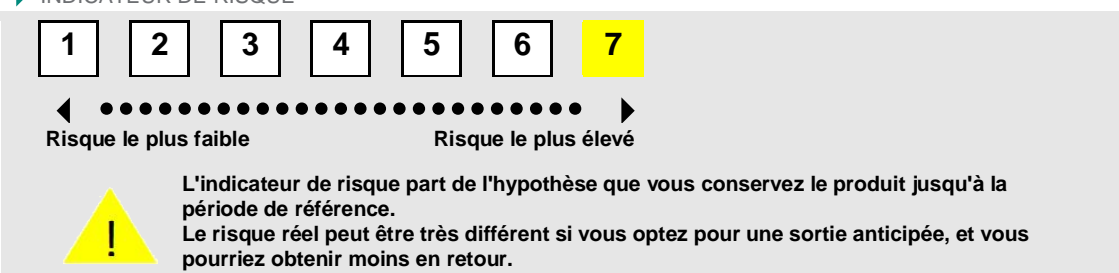 INDICATEUR DE RISQUE
1 2 3 4 5 6 7
Risque le plus faible Risque le plus élevé
L'indicateur de risque part de l'hypothèse que vous conservez le produit jusqu'à la
période de référence.
Le risque réel peut être très différent si vous optez pour une sortie anticipée, et vous
pourriez obtenir moins en retour.
!